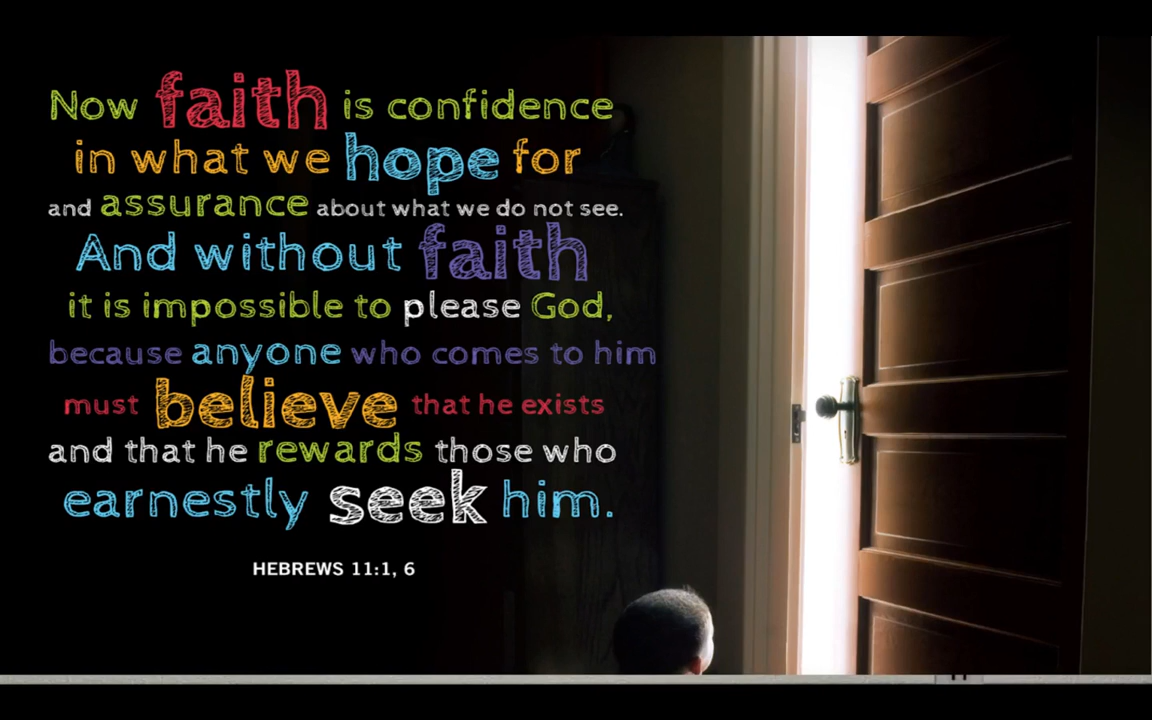 Now faith is confidence
in what we hope for
and assurance about what we do not see.
And without faith
it is impossible to please God,
because anyone who comes to him
must believe that he exists
and that he rewards those who
earnestly seek him.
HEBREWS 11:1, 6